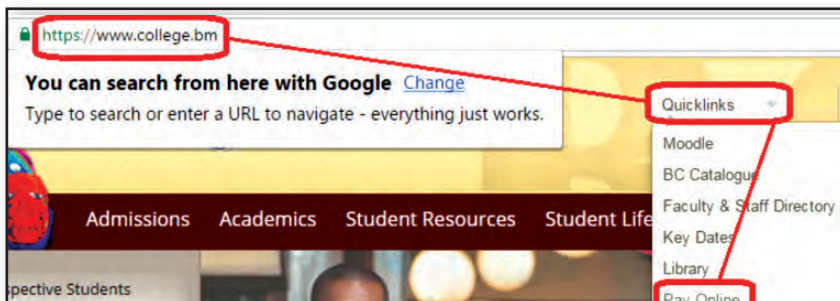 https://www.college.bm
You can search from here with Google Change
Type to search or enter a URL to navigate - everything just works.
Quicklinks
Moodle
BC Catalogue
Faculty & Staff Directory
Key Dates
Library
Pay Online
Admissions Academics Student Resources Student Life
spective Students